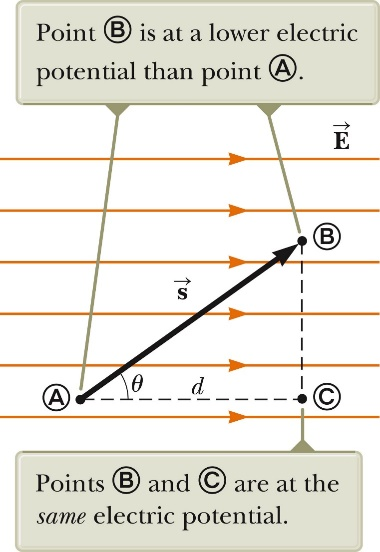 Point Ⓑ is at a lower electric
potential than point Ⓐ.
E
Ⓑ
s
Ⓐ θ d Ⓒ
Points Ⓑ and Ⓒ are at the
same electric potential.